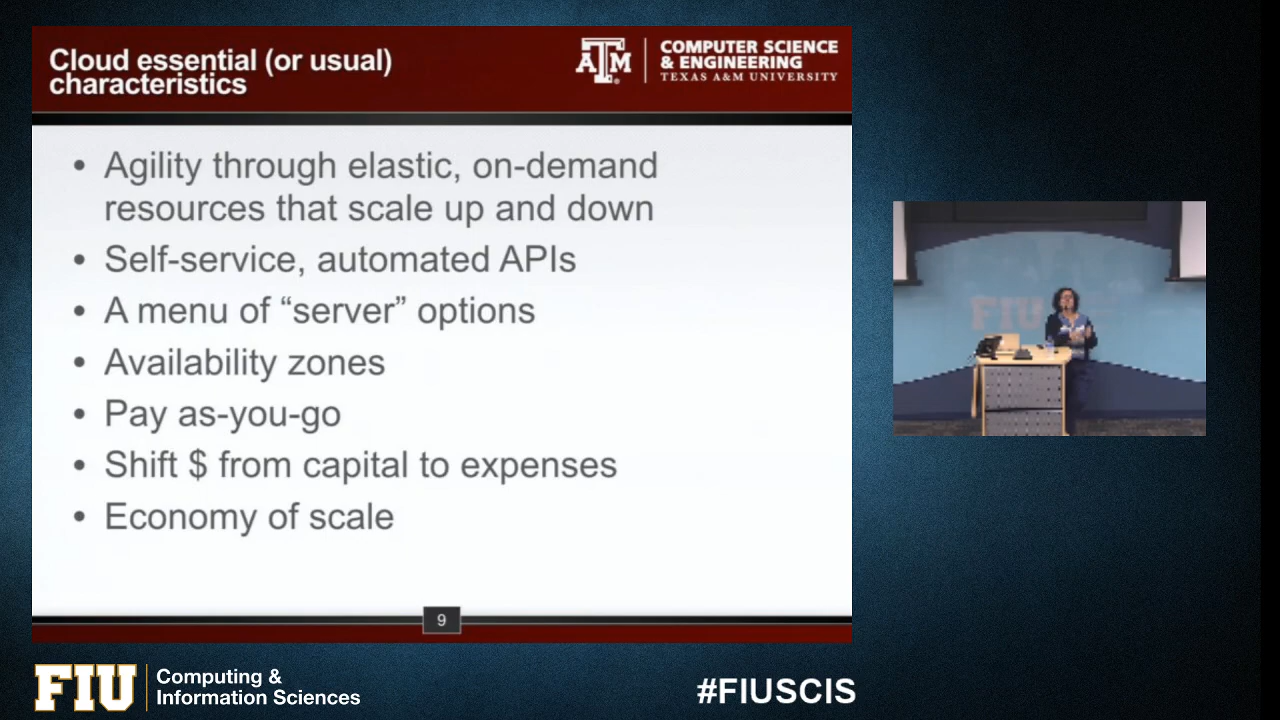 Cloud essential (or usual)
characteristics
ATM
COMPUTER SCIENCE
& ENGINEERING
TEXAS A&M UNIVERSITY
• Agility through elastic, on-demand
resources that scale up and down
• Self-service, automated APIs
• A menu of “server” options
• Availability zones
• Pay as-you-go
• Shift $ from capital to expenses
• Economy of scale
9
FIU
FIU
Computing &
Information Sciences
#FIUSCIS